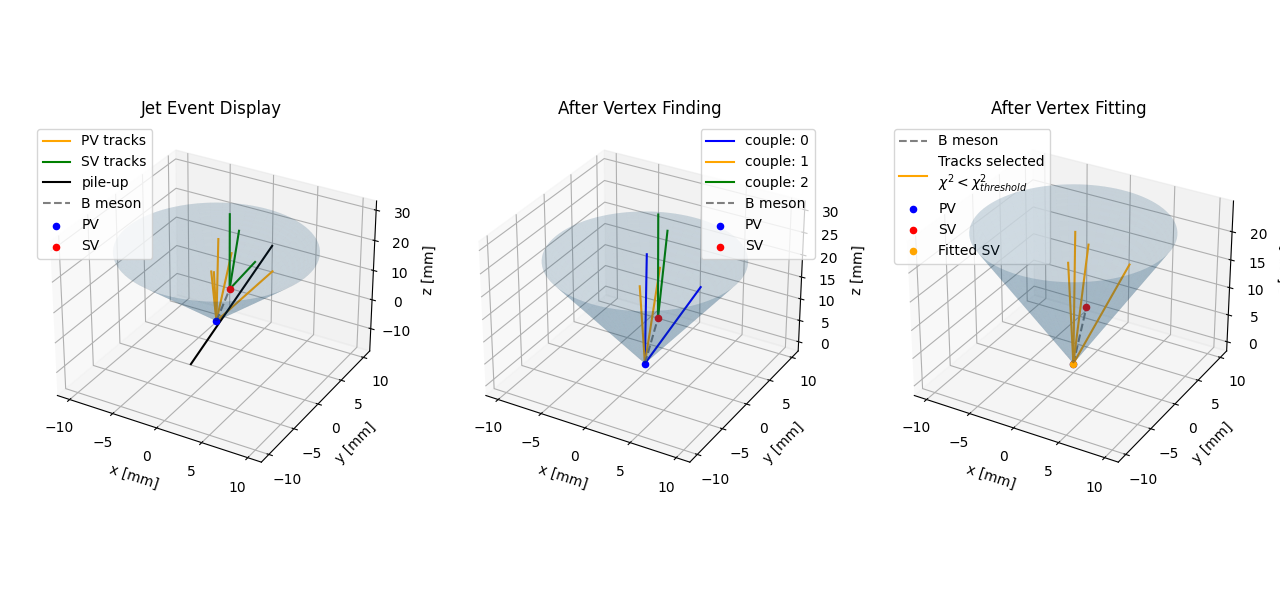 Jet Event Display
PV tracks
SV tracks
pile-up
B meson
PV
SV
30
20
10
0
−10
z [mm]
−10
−5
0
5
10
x [mm]
−10
−5
0
5
10
y [mm]
After Vertex Finding
couple: 0
couple: 1
couple: 2
B meson
PV
SV
30
25
20
15
10
5
0
z [mm]
−10
−5
0
5
10
x [mm]
−10
−5
0
5
10
y [mm]
After Vertex Fitting
B meson
Tracks selected
χ² < χ²threshold
PV
SV
Fitted SV
20
15
10
5
0
−10
−5
0
5
10
x [mm]
−10
−5
0
5
10
y [mm]